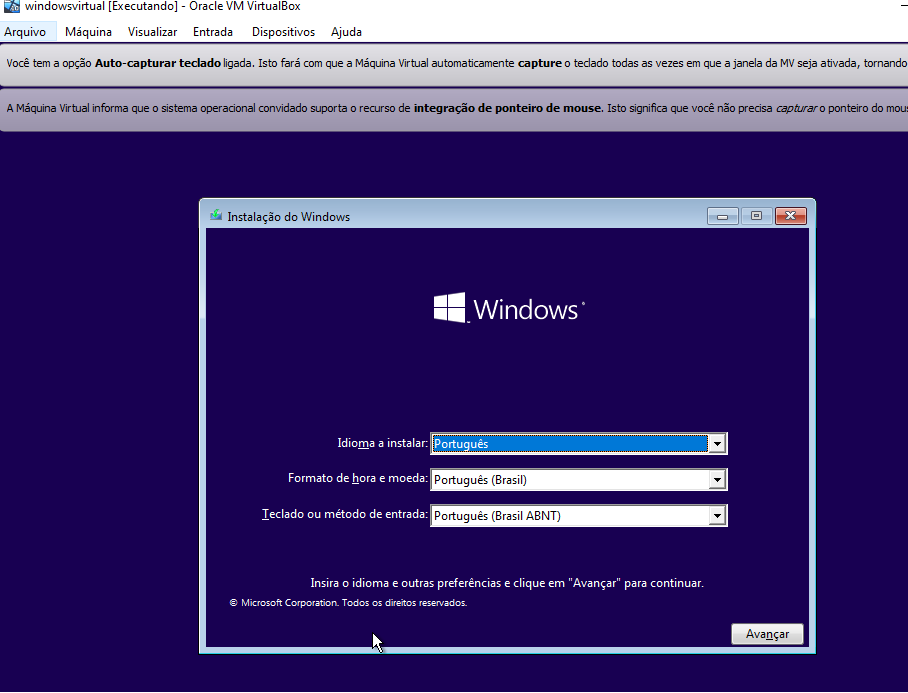 windowsvirtual [Executando] - Oracle VM VirtualBox
Arquivo Máquina Visualizar Entrada Dispositivos Ajuda
Você tem a opção Auto-capturar teclado ligada. Isto fará com que a Máquina Virtual automaticamente capture o teclado todas as vezes em que a janela da MV seja ativada, tornando
A Máquina Virtual informa que o sistema operacional convidado suporta o recurso de integração de ponteiro de mouse. Isto significa que você não precisa capturar o ponteiro do
Instalação do Windows
Windows
Idioma a instalar: Português
Formato de hora e moeda: Português (Brasil)
Teclado ou método de entrada: Português (Brasil ABNT)
Insira o idioma e outras preferências e clique em "Avançar" para continuar.
© Microsoft Corporation. Todos os direitos reservados.
Avançar